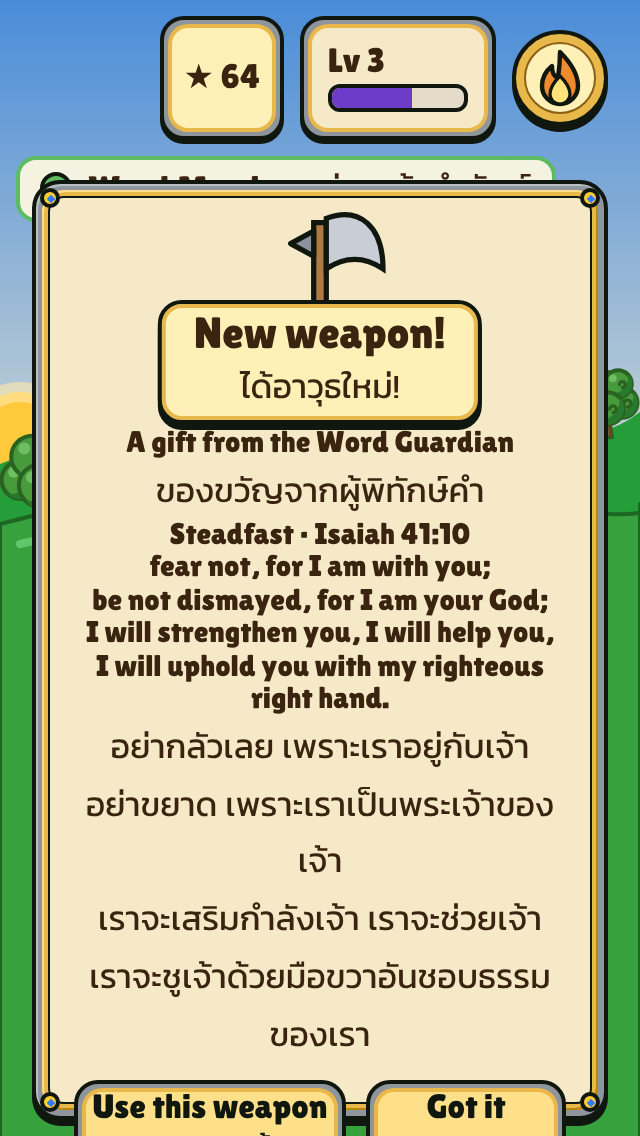 ★ 64
Lv 3
New weapon!
ได้อาวุธใหม่!
A gift from the Word Guardian
ของขวัญจากผู้พิทักษ์คำ
Steadfast · Isaiah 41:10
fear not, for I am with you;
be not dismayed, for I am your God;
I will strengthen you, I will help you,
I will uphold you with my righteous
right hand.
อย่ากลัวเลย เพราะเราอยู่กับเจ้า
อย่าขยาด เพราะเราเป็นพระเจ้าของ
เจ้า
เราจะเสริมกำลังเจ้า เราจะช่วยเจ้า
เราจะชูเจ้าด้วยมือขวาอันชอบธรรม
ของเรา
Use this weapon
Got it